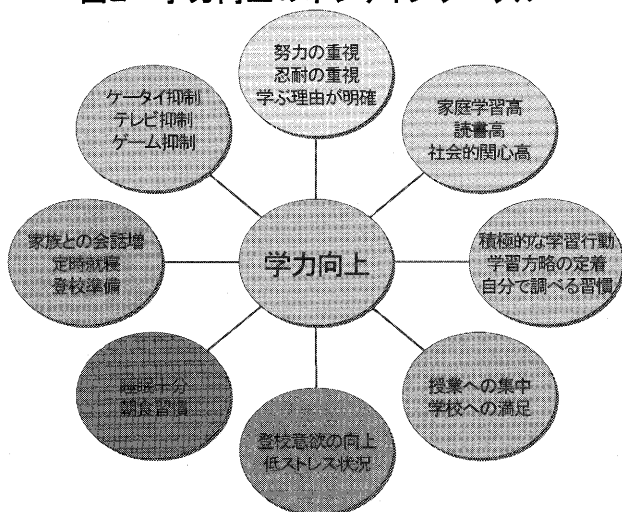 努力の重視
忍耐の重視
学ぶ理由が明確
家庭学習高
読書高
社会的関心高
積極的な学習行動
学習方略の定着
自分で調べる習慣
授業への集中
学校への満足
登校意欲の向上
低ストレス状況
睡眠十分
朝食習慣
家族との会話増
定時就寝
登校準備
ケータイ抑制
テレビ抑制
ゲーム抑制
学力向上